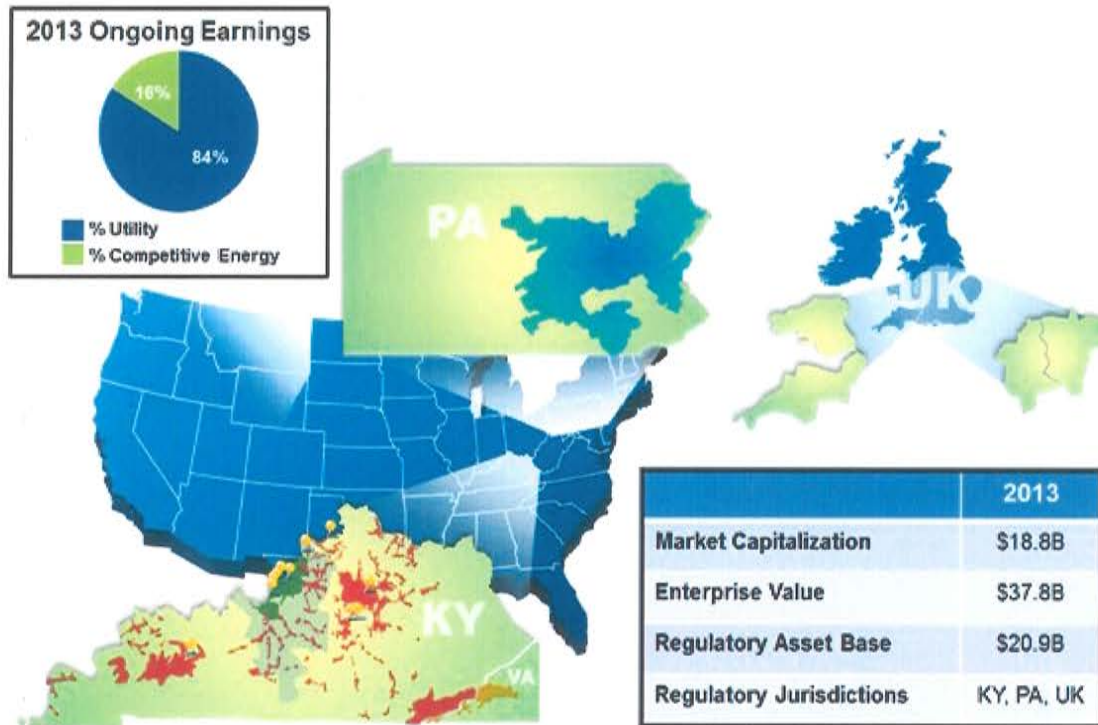 2013 Ongoing Earnings
16%
84%
% Utility
% Competitive Energy
PA
UK
KY
VA
2013
Market Capitalization $18.8B
Enterprise Value $37.8B
Regulatory Asset Base $20.9B
Regulatory Jurisdictions KY, PA, UK